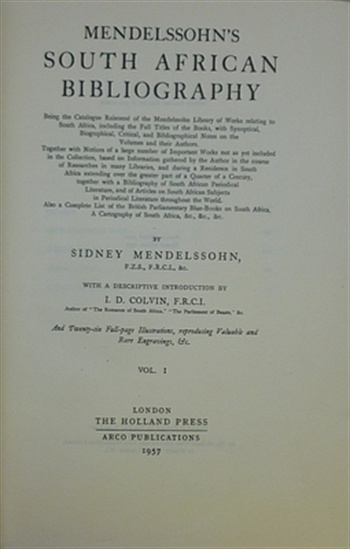 MENDELSSOHN'S
SOUTH AFRICAN
BIBLIOGRAPHY
Being the Catalogue Raisonné of the Mendelssohn Library of Works relating to
South Africa, including the Full Titles of the Books, with Synoptical,
Biographical, Critical, and Bibliographical Notes on the
Volumes and their Authors.
Together with Notices of a large number of Important Works not as yet included
in the Collection, based on Information gathered by the Author in the course
of Researches in many Libraries, and during a Residence in South
Africa extending over the greater part of a Quarter of a Century,
together with a Bibliography of South African Periodical
Literature, and of Articles on South African Subjects
in Periodical Literature throughout the World.
Also a Complete List of the British Parliamentary Blue-Books on South Africa,
A Cartography of South Africa, &c., &c., &c.
BY
SIDNEY MENDELSSOHN,
F.Z.S., F.R.C.I., &c.
WITH A DESCRIPTIVE INTRODUCTION BY
I. D. COLVIN, F.R.C.I.
Author of "The Romance of South Africa," "The Parliament of Beasts," &c.
And Twenty-six Full-page Illustrations, reproducing Valuable and
Rare Engravings, &c.
VOL. I
LONDON
THE HOLLAND PRESS
ARCO PUBLICATIONS
1957